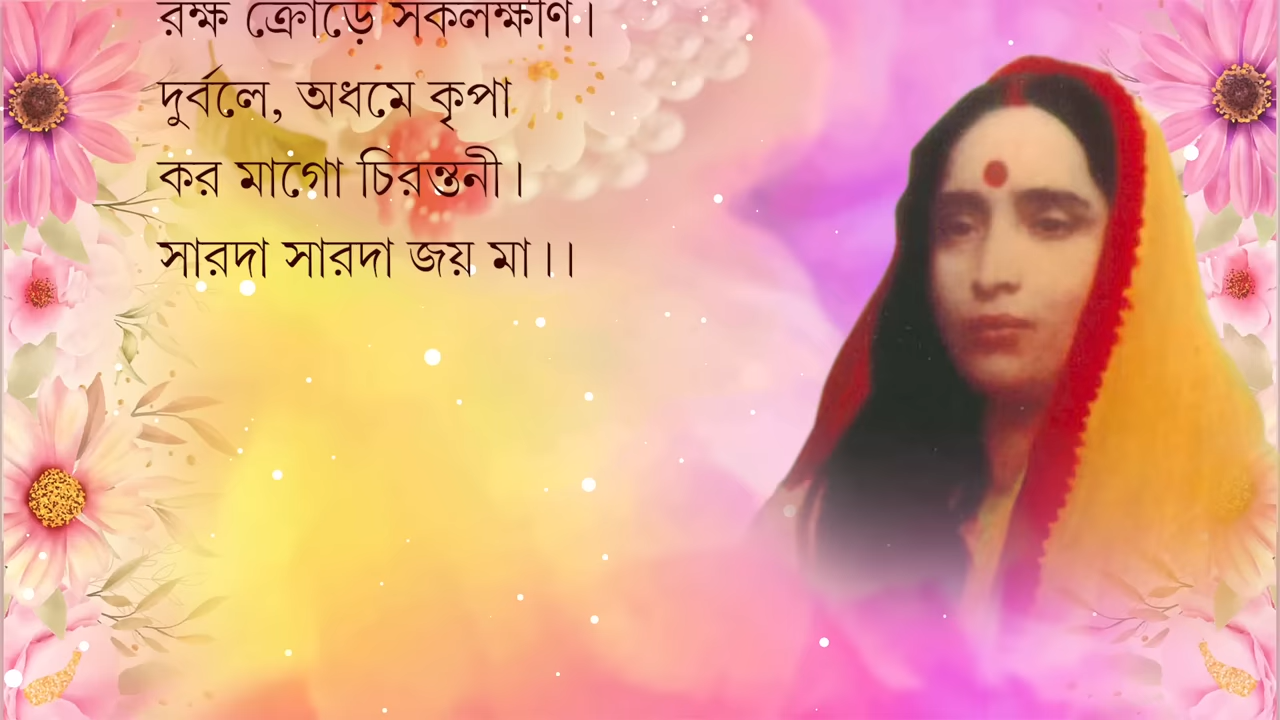 রক্ষ ক্রোড়ে সকলক্ষণি।
দুর্বলে, অধমে কৃপা
কর মাগো চিরন্তনী।
সারদা সারদা জয় মা।।